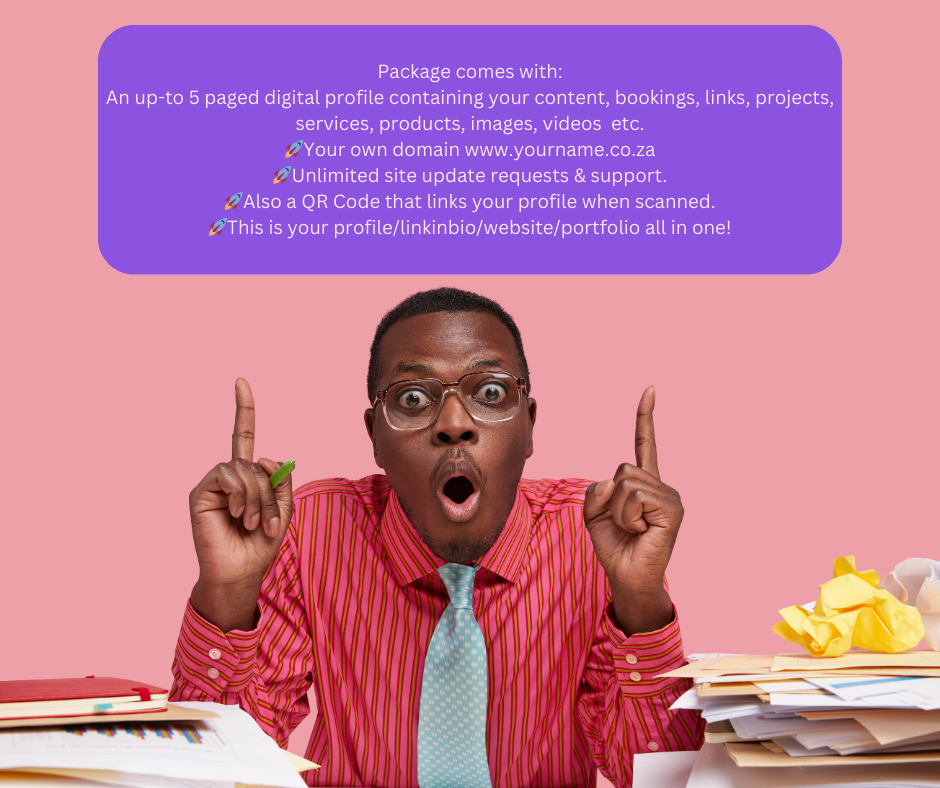 Package comes with:
An up-to 5 paged digital profile containing your content, bookings, links, projects,
services, products, images, videos  etc.
🚀Your own domain www.yourname.co.za
🚀Unlimited site update requests & support.
🚀Also a QR Code that links your profile when scanned.
🚀This is your profile/linkinbio/website/portfolio all in one!